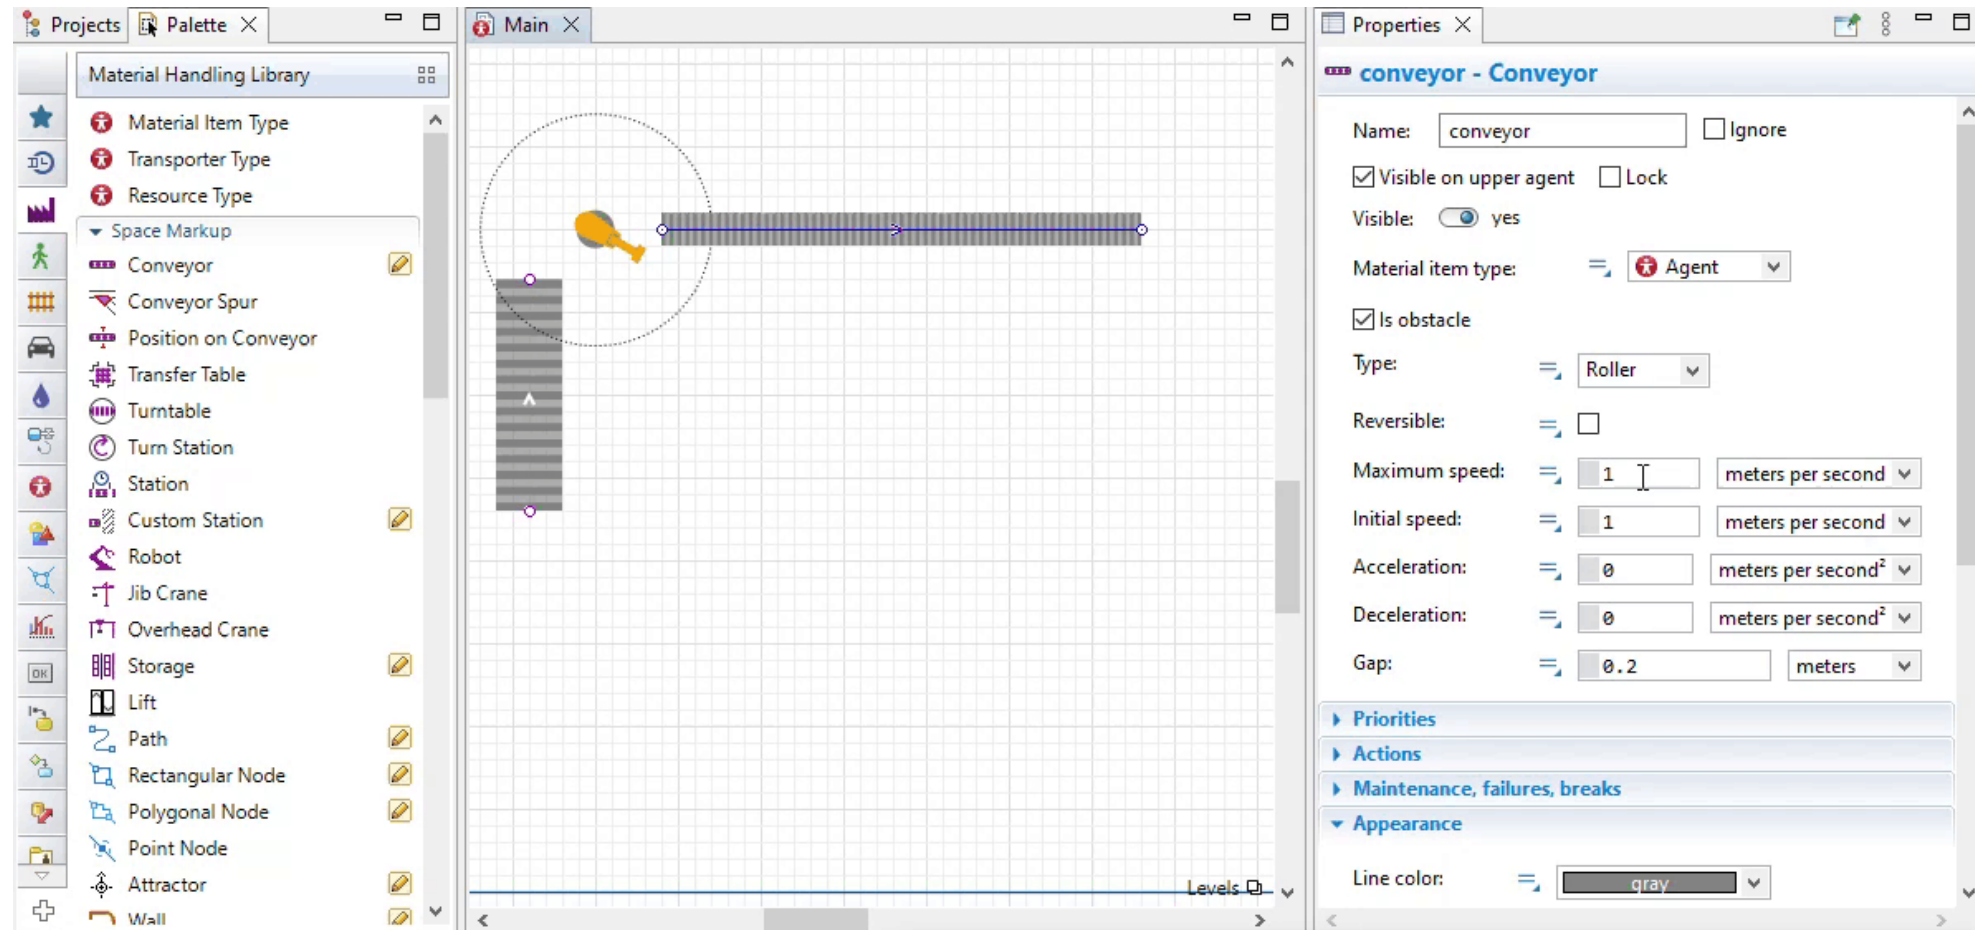 Projects
Palette
Main
Properties
Material Handling Library
Material Item Type
Transporter Type
Resource Type
Space Markup
Conveyor
Conveyor Spur
Position on Conveyor
Transfer Table
Turntable
Turn Station
Station
Custom Station
Robot
Jib Crane
Overhead Crane
Storage
Lift
Path
Rectangular Node
Polygonal Node
Point Node
Attractor
Wall
OK
Levels
conveyor - Conveyor
Name: conveyor Ignore
Visible on upper agent Lock
Visible: yes
Material item type: Agent
Is obstacle
Type: Roller
Reversible:
Maximum speed: 1 meters per second
Initial speed: 1 meters per second
Acceleration: 0 meters per second²
Deceleration: 0 meters per second²
Gap: 0.2 meters
Priorities
Actions
Maintenance, failures, breaks
Appearance
Line color: gray